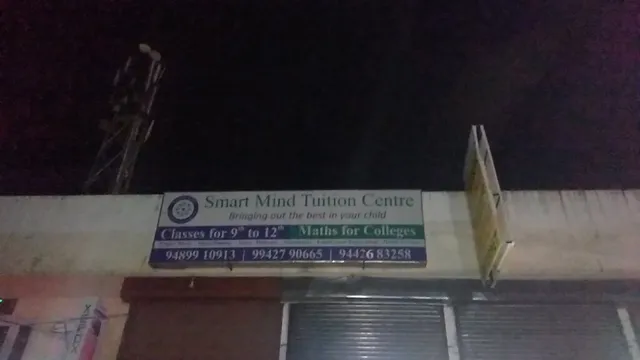 Smart Mind Tuition Centre
Bringing out the best in your child
Classes for 9th to 12th
Maths for Colleges
94899 10913 | 99427 90665 | 94426 83258